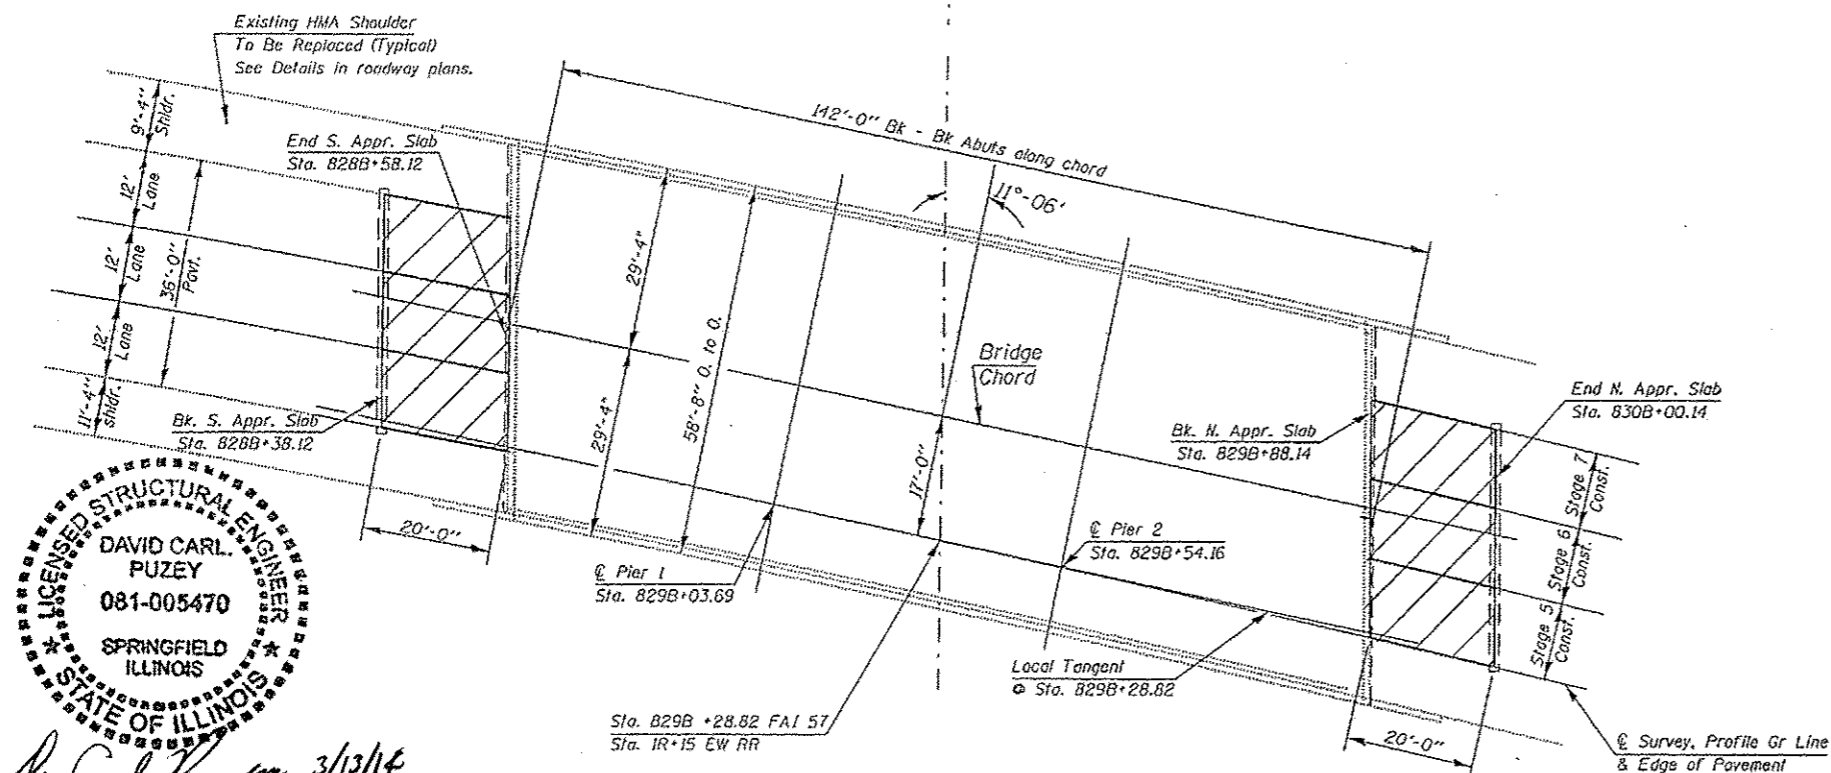 Existing HMA Shoulder
To Be Replaced (Typical)
See Details in roadway plans.
142'-0" Bk - Bk Abuts along chord
11°-06'
End S. Appr. Slab
Sta. 828B+58.12
9'-4"
Shldr.
12'
Lane
12'
Lane
12'
Lane
36'-0"
Pavt.
11'-4"
shldr.
29'-4"
29'-4"
58'-8" O. to O.
Bridge
Chord
17'-0"
Bk. S. Appr. Slab
Sta. 828B+38.12
20'-0"
Bk. N. Appr. Slab
Sta. 829B+88.14
End N. Appr. Slab
Sta. 830B+00.14
Stage 7
Const.
Stage 6
Const.
Stage 5
Const.
℄ Pier 1
Sta. 829B+03.69
℄ Pier 2
Sta. 829B+54.16
Local Tangent
@ Sta. 829B+28.82
Sta. 829B +28.82 FAI 57
Sta. 1R+15 EW RR
20'-0"
℄ Survey, Profile Gr Line
& Edge of Pavement
LICENSED STRUCTURAL ENGINEER
DAVID CARL.
PUZEY
081-005470
SPRINGFIELD
ILLINOIS
STATE OF ILLINOIS
3/13/14